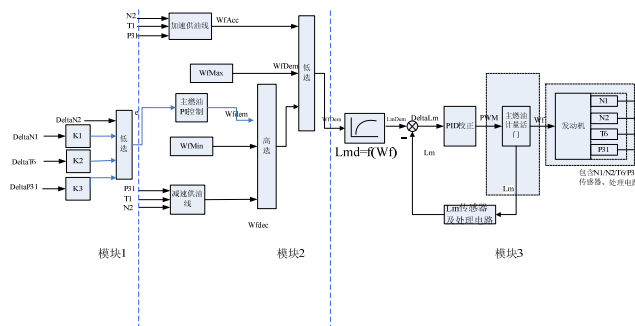 N2
T1
P31
加速供油线
WfAcc
低选
WfMax
WfDem
DeltaN2
e
主燃油
PI控制
Wfdem
高选
DeltaN1
K1
低选
DeltaT6
K2
WfMin
DeltaP31
K3
P31
T1
N2
减速供油线
Wfdec
WfDem
Lmd=f(Wf)
LmDem
DeltaLm
Lm
PID校正
PWM
主燃油
计量活
门
Wf
发动机
N1
N2
T6
P31
包含N1/N2/T6/P3
传感器、处理电路
Lm
Lm传感器
及处理电路
模块1
模块2
模块3